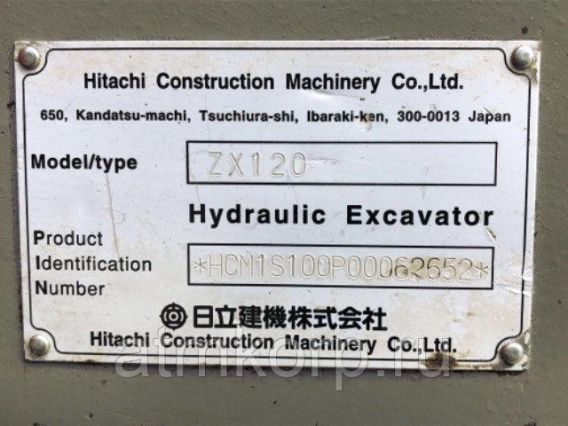 Hitachi Construction Machinery Co.,Ltd.
650, Kandatsu-machi, Tsuchiura-shi, Ibaraki-ken, 300-0013 Japan
Model/type ZX120
Hydraulic Excavator
Product
Identification
Number
*HCM1S100P00062652*
日立建機株式会社
Hitachi Construction Machinery Co.,Ltd.
atmkorp.ru